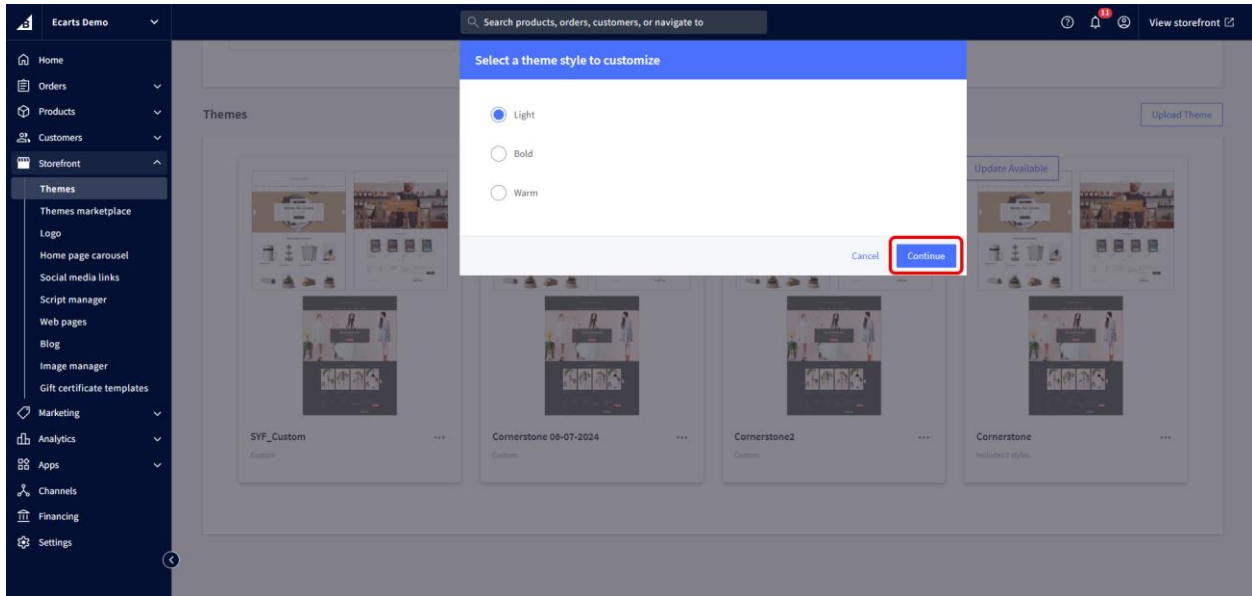 Ecarts Demo
Search products, orders, customers, or navigate to
11
View storefront
Home
Orders
Products
Customers
Storefront
Themes
Themes marketplace
Logo
Home page carousel
Social media links
Script manager
Web pages
Blog
Image manager
Gift certificate templates
Marketing
Analytics
Apps
Channels
Financing
Settings
Select a theme style to customize
Light
Bold
Warm
Cancel
Continue
Themes
Upload Theme
Update Available
SYF_Custom
Custom
Cornerstone 06-07-2024
Custom
Cornerstone2
Custom
Cornerstone